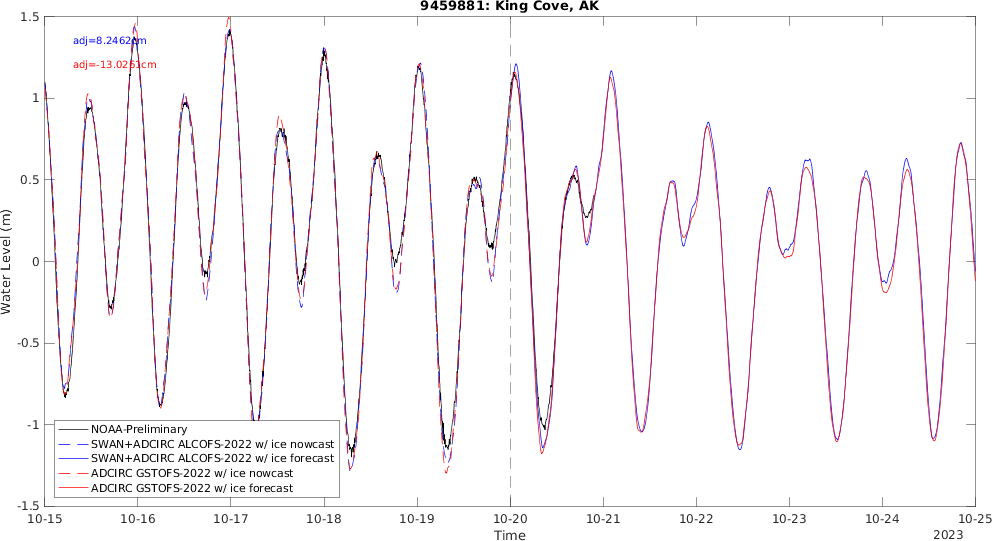 9459881: King Cove, AK
adj=8.2462cm
adj=-13.0261cm
Water Level (m)
1.5
1
0.5
0
-0.5
-1
-1.5
NOAA-Preliminary
SWAN+ADCIRC ALCOFS-2022 w/ ice nowcast
SWAN+ADCIRC ALCOFS-2022 w/ ice forecast
ADCIRC GSTOFS-2022 w/ ice nowcast
ADCIRC GSTOFS-2022 w/ ice forecast
10-15 10-16 10-17 10-18 10-19 10-20 10-21 10-22 10-23 10-24 10-25
Time
2023